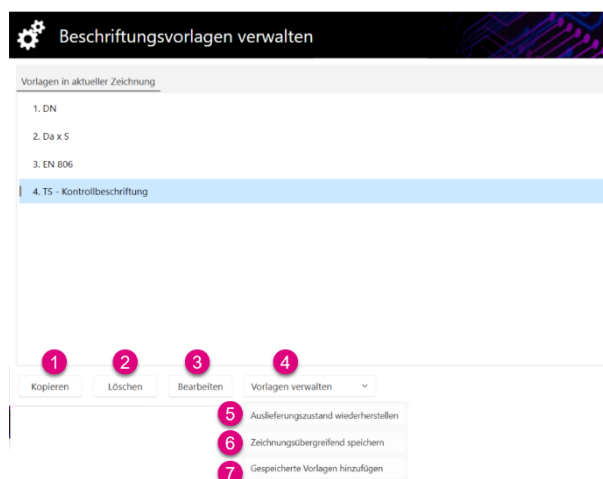 Beschriftungsvorlagen verwalten
Vorlagen in aktueller Zeichnung
1. DN
2. Da x S
3. EN 806
4. TS - Kontrollbeschriftung
1 2 3 4
Kopieren Löschen Bearbeiten Vorlagen verwalten
5 Auslieferungszustand wiederherstellen
6 Zeichnungsübergreifend speichern
7 Gespeicherte Vorlagen hinzufügen